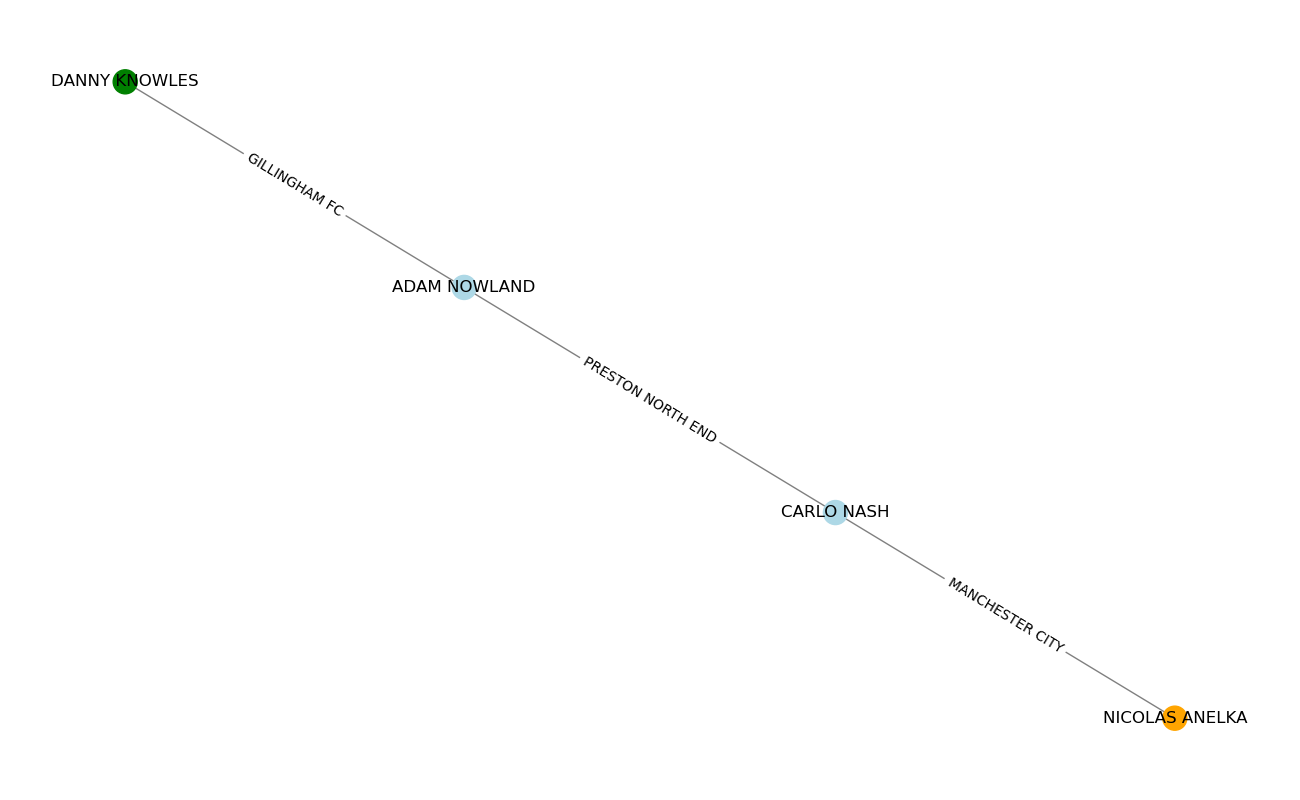 DANNY KNOWLES
GILLINGHAM FC
ADAM NOWLAND
PRESTON NORTH END
CARLO NASH
MANCHESTER CITY
NICOLAS ANELKA